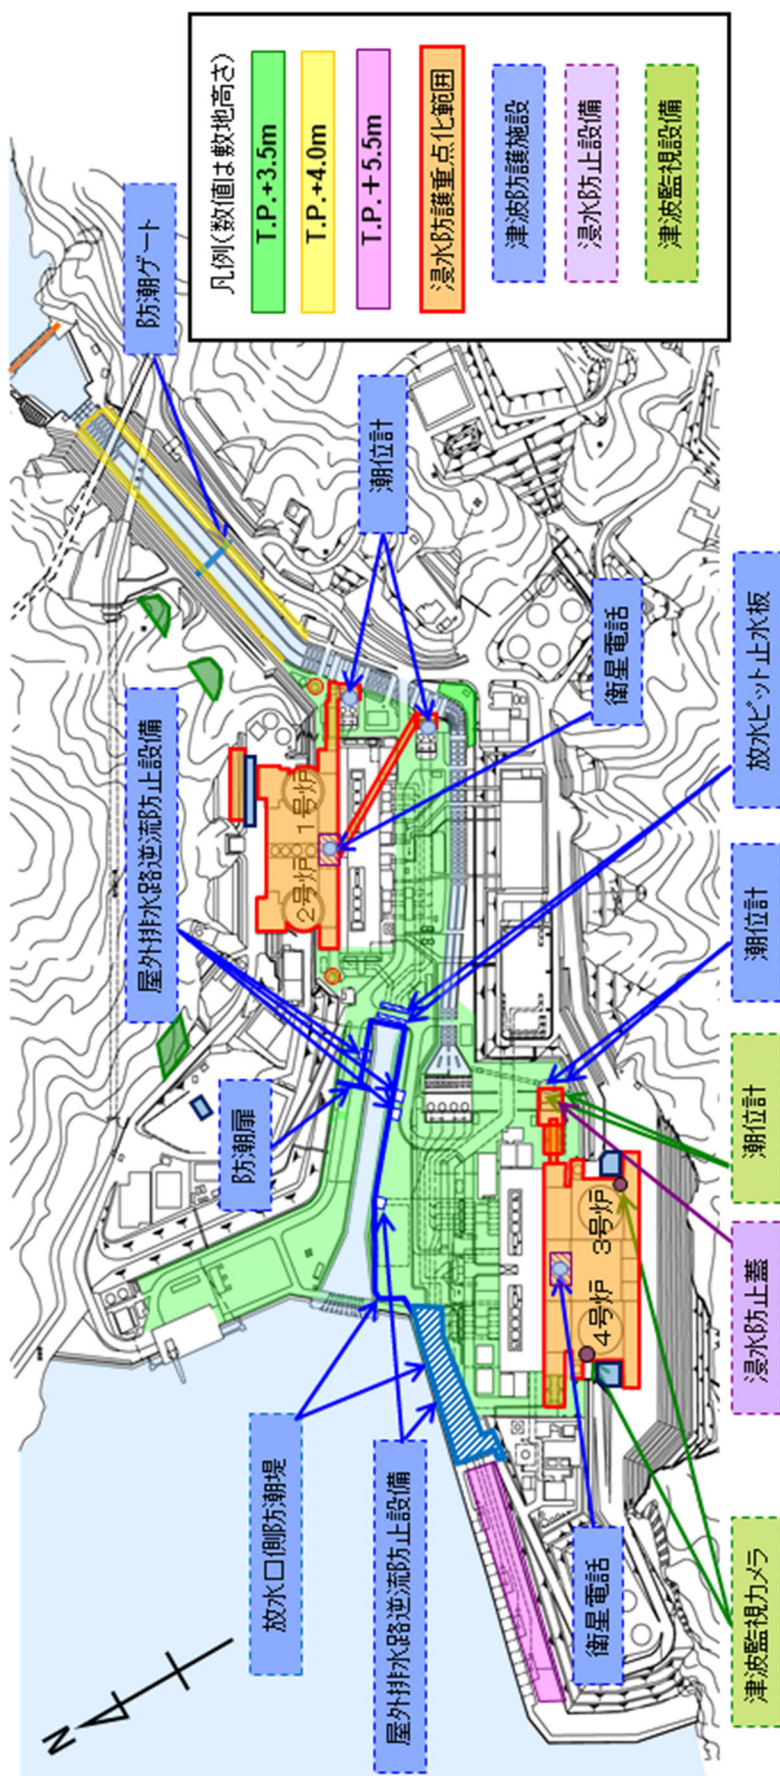 凡例(数値は敷地高さ)
T.P.+3.5m
T.P.+4.0m
T.P.+5.5m
浸水防護重点化範囲
津波防護施設
浸水防止設備
津波監視設備
N
放水口側防潮堤
屋外排水路逆流防止設備
防潮扉
屋外排水路逆流防止設備
防潮ゲート
潮位計
衛星電話
2号炉
1号炉
4号炉
3号炉
衛星電話
津波監視カメラ
浸水防止蓋
潮位計
潮位計
放水ピット止水板